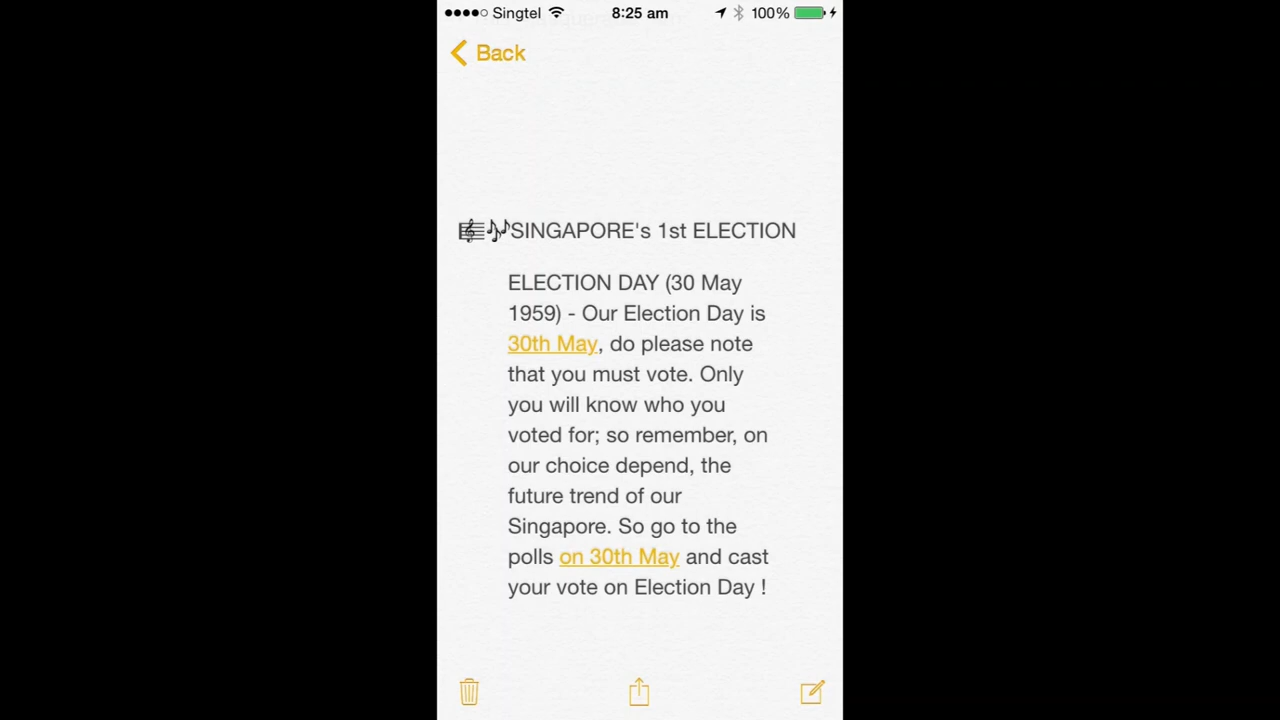 Singtel 8:25 am 100%
Back
SINGAPORE's 1st ELECTION
ELECTION DAY (30 May
1959) - Our Election Day is
30th May, do please note
that you must vote. Only
you will know who you
voted for; so remember, on
our choice depend, the
future trend of our
Singapore. So go to the
polls on 30th May and cast
your vote on Election Day !